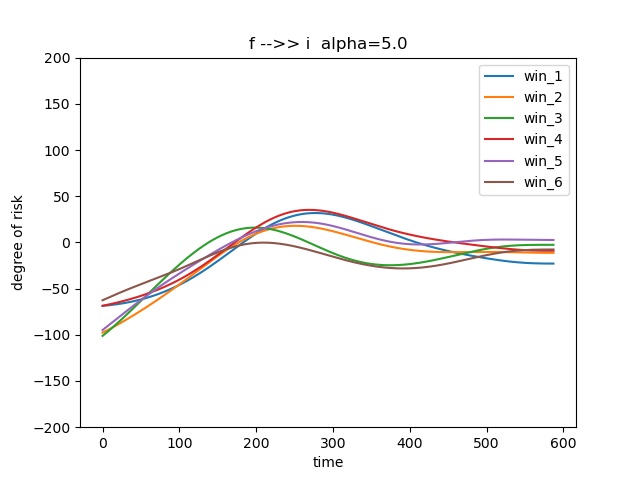 f -->> i  alpha=5.0
200
150
100
50
0
−50
−100
−150
−200
degree of risk
win_1
win_2
win_3
win_4
win_5
win_6
0 100 200 300 400 500 600
time